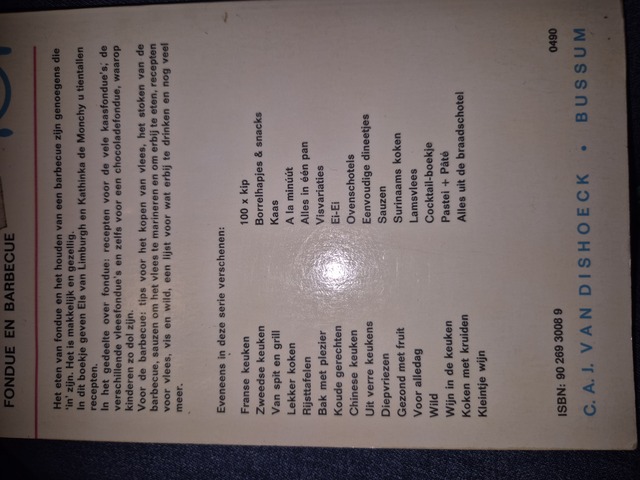 FONDUE EN BARBECUE
Het eten van fondue en het houden van een barbecue zijn genoegens die
'in' zijn. Het is makkelijk en gezellig.
In dit boekje geven Els van Limburgh en Kathinka de Monchy u tientallen
recepten.
In het gedeelte over fondue: recepten voor de vele kaasfondue's; de
verschillende vleesfondue's en zelfs voor een chocoladefondue, waarop
kinderen zo dol zijn.
Voor de barbecue: tips voor het kopen van vlees, het stoken van de
barbecue, sauzen om het vlees te marineren en om erbij te eten, recepten
voor vlees, vis en wild, een lijst voor wat erbij te drinken en nog veel
meer.
Eveneens in deze serie verschenen:
Franse keuken
Zweedse keuken
Van spit en grill
Lekker koken
Rijsttafelen
Bak met plezier
Koude gerechten
Chinese keuken
Uit verre keukens
Diepvriezen
Gezond met fruit
Voor alledag
Wild
Wijn in de keuken
Koken met kruiden
Kleintje wijn
100 x kip
Borrelhapjes & snacks
Kaas
A la minúút
Alles in één pan
Visvariaties
Ei-Ei
Ovenschotels
Eenvoudige dineetjes
Sauzen
Surinaams koken
Lamsvlees
Cocktail-boekje
Pastei + Pâté
Alles uit de braadschotel
ISBN: 90 269 3008 9
0490
C. A. J. VAN DISHOECK • BUSSUM